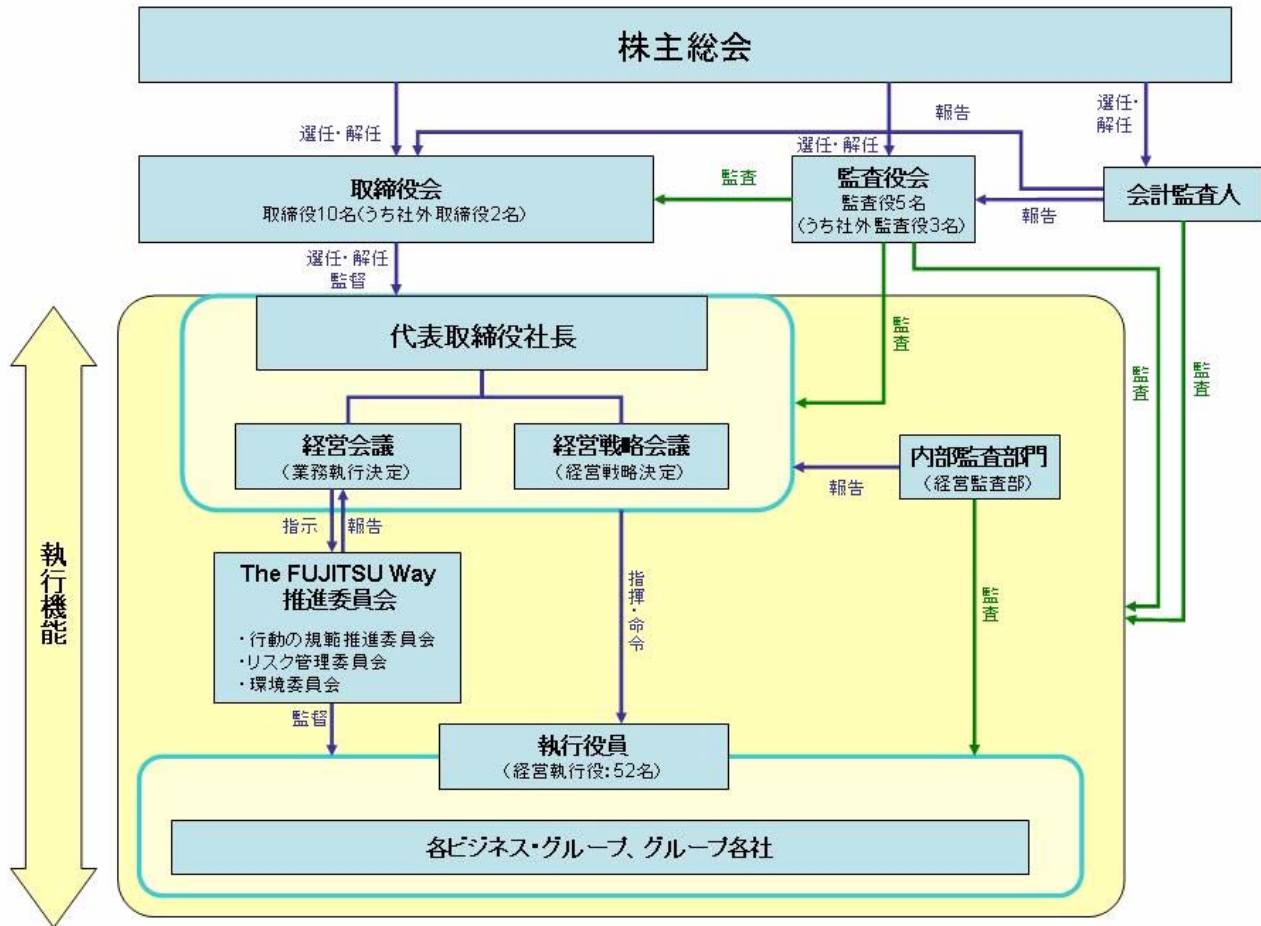 株主総会
選任・解任
選任・解任
報告
選任・
解任
取締役会
取締役10名(うち社外取締役2名)
監査
監査役会
監査役5名
(うち社外監査役3名)
報告
会計監査人
選任・解任
監督
代表取締役社長
監査
監査
監査
経営会議
(業務執行決定)
経営戦略会議
(経営戦略決定)
報告
内部監査部門
(経営監査部)
指示
報告
執行機能
The FUJITSU Way
推進委員会
・行動の規範推進委員会
・リスク管理委員会
・環境委員会
指揮・命令
監査
監督
執行役員
(経営執行役:52名)
各ビジネス・グループ、グループ各社